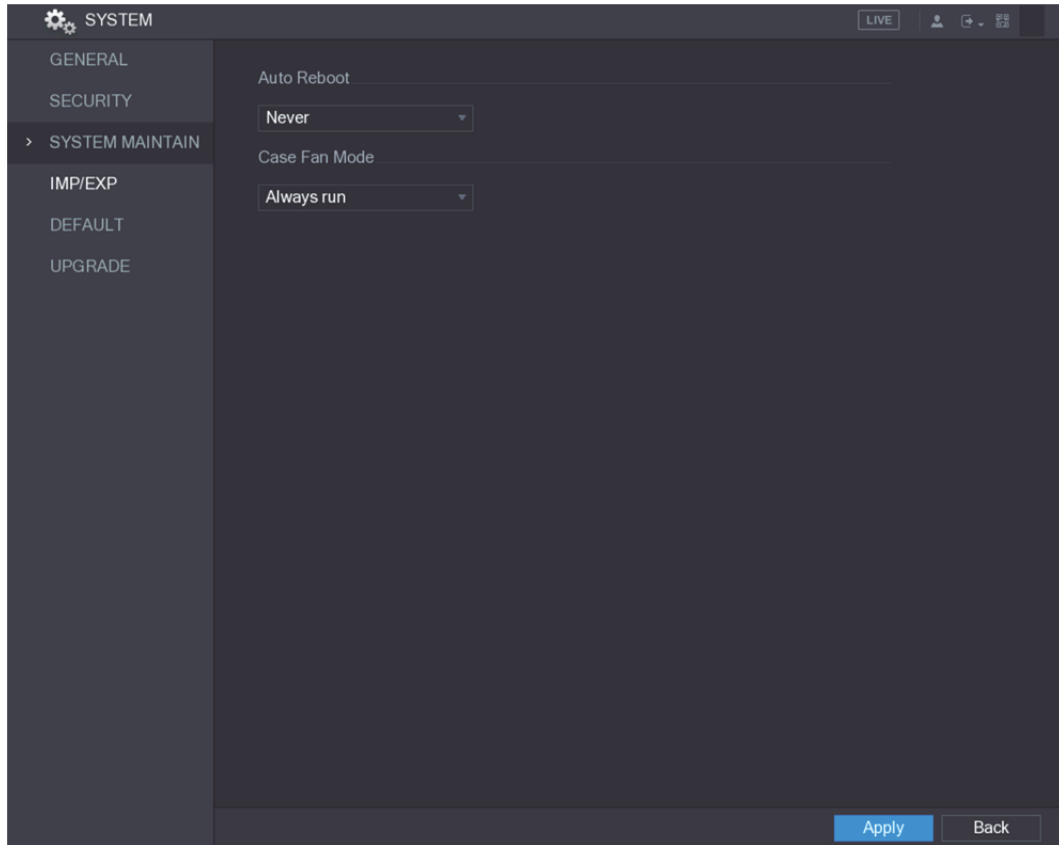 SYSTEM
LIVE
GENERAL
SECURITY
> SYSTEM MAINTAIN
IMP/EXP
DEFAULT
UPGRADE
Auto Reboot
Never
Case Fan Mode
Always run
Apply
Back